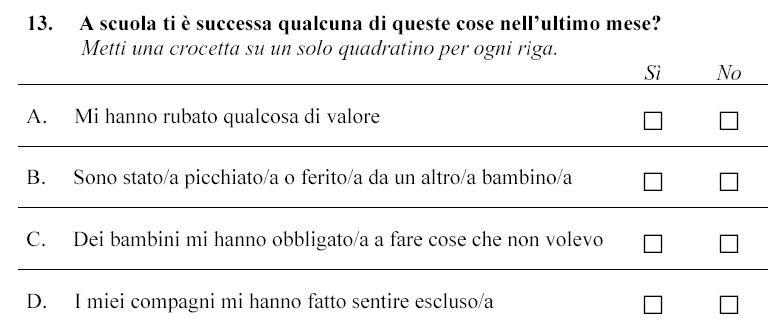 13. A scuola ti è successa qualcuna di queste cose nell'ultimo mese?
Metti una crocetta su un solo quadratino per ogni riga.
Sì No
A. Mi hanno rubato qualcosa di valore
B. Sono stato/a picchiato/a o ferito/a da un altro/a bambino/a
C. Dei bambini mi hanno obbligato/a a fare cose che non volevo
D. I miei compagni mi hanno fatto sentire escluso/a